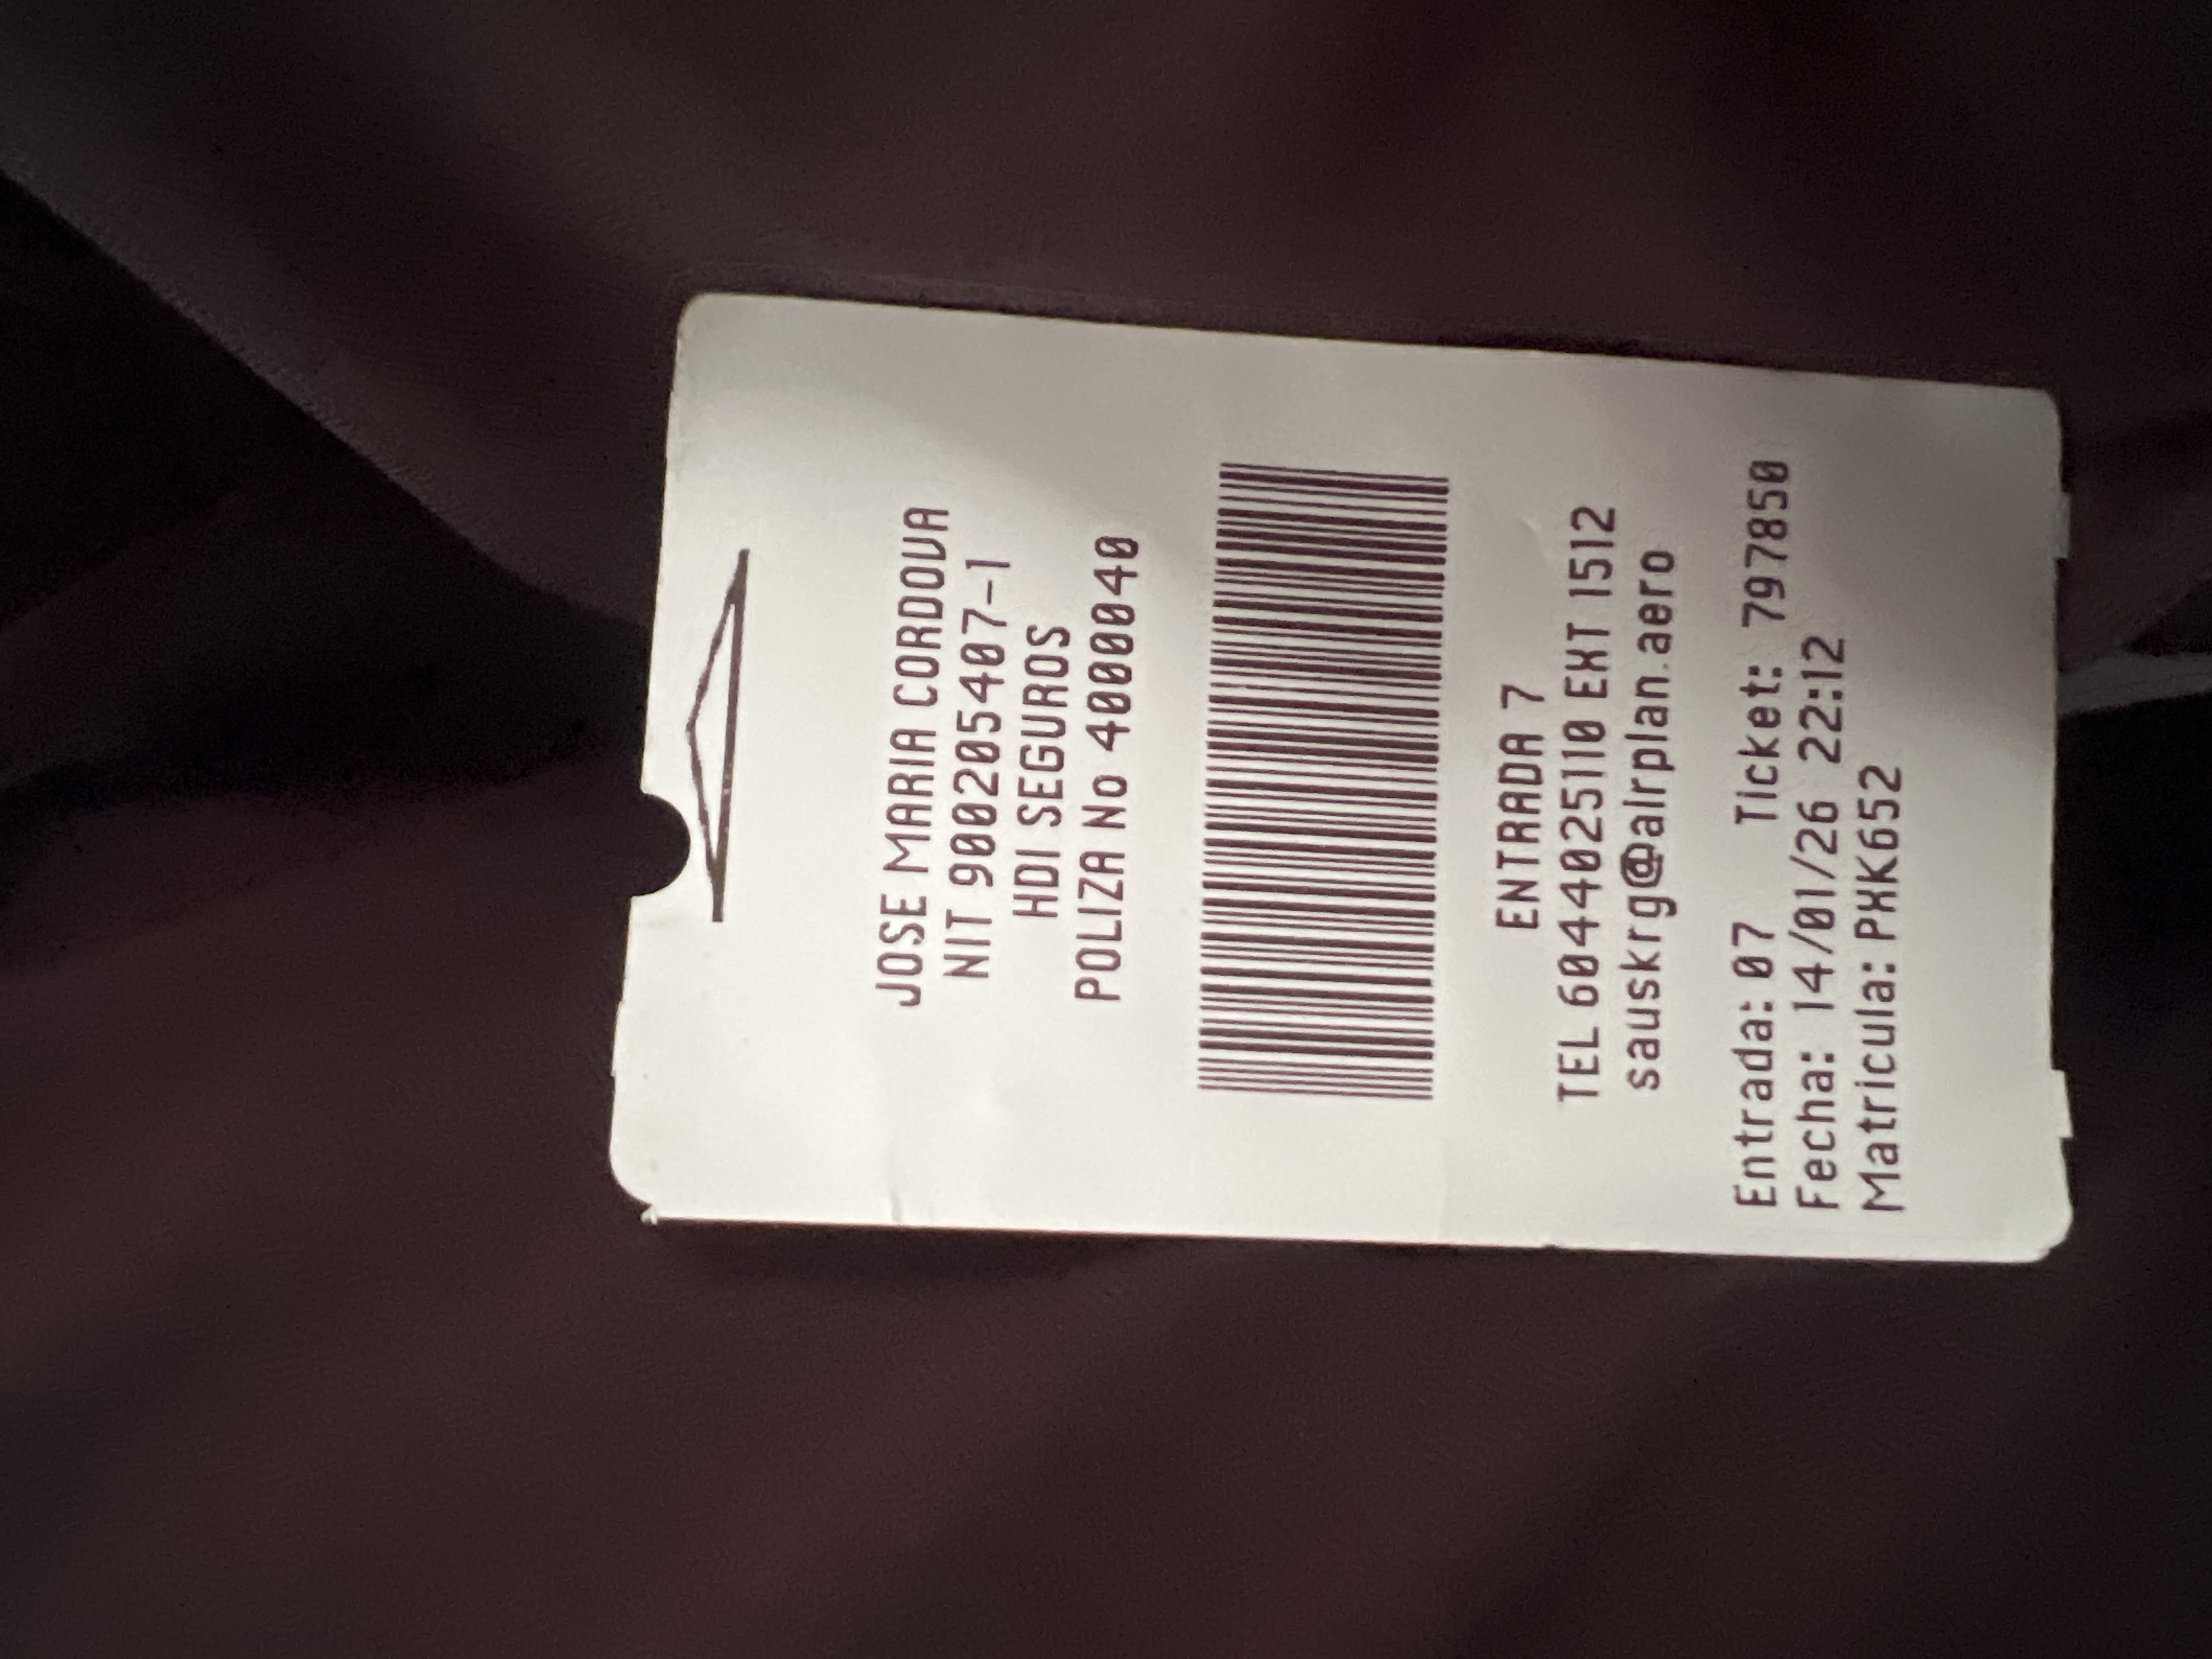 JOSE MARIA CORDOVA
NIT 900205407-1
HDI SEGUROS
POLIZA No 4000040
ENTRADA 7
TEL 6044025110 EXT 1512
sauskrg@airplan.aero
Entrada: 07 Ticket: 797850
Fecha: 14/01/26 22:12
Matricula: PXK652